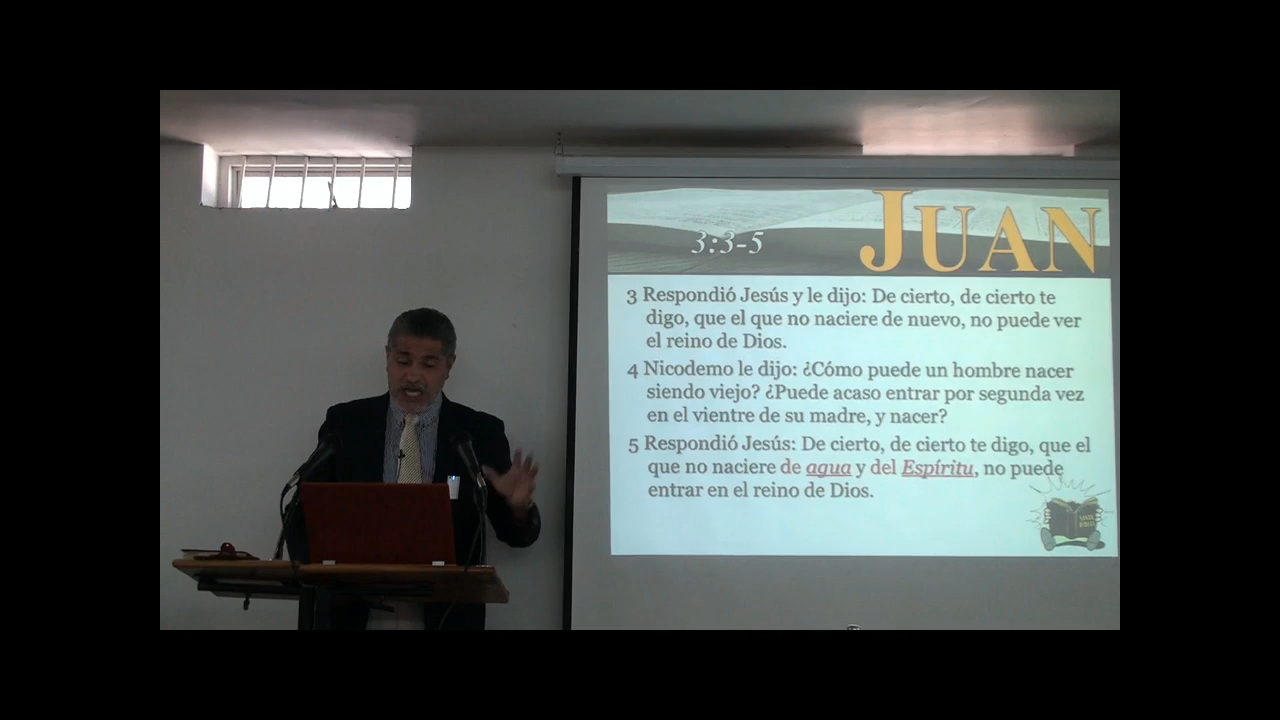 JUAN
3:3-5
3 Respondió Jesús y le dijo: De cierto, de cierto te
digo, que el que no naciere de nuevo, no puede ver
el reino de Dios.
4 Nicodemo le dijo: ¿Cómo puede un hombre nacer
siendo viejo? ¿Puede acaso entrar por segunda vez
en el vientre de su madre, y nacer?
5 Respondió Jesús: De cierto, de cierto te digo, que el
que no naciere de agua y del Espíritu, no puede
entrar en el reino de Dios.